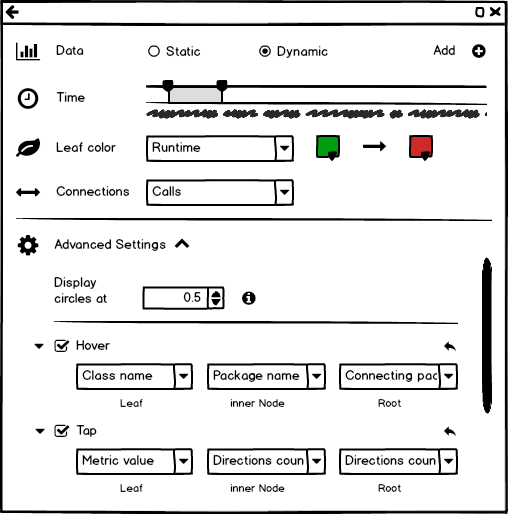 Data Static Dynamic Add
Time
Leaf color Runtime
Connections Calls
Advanced Settings
Display
circles at 0.5
Hover
Class name Package name Connecting pac
Leaf inner Node Root
Tap
Metric value Directions coun Directions coun
Leaf inner Node Root